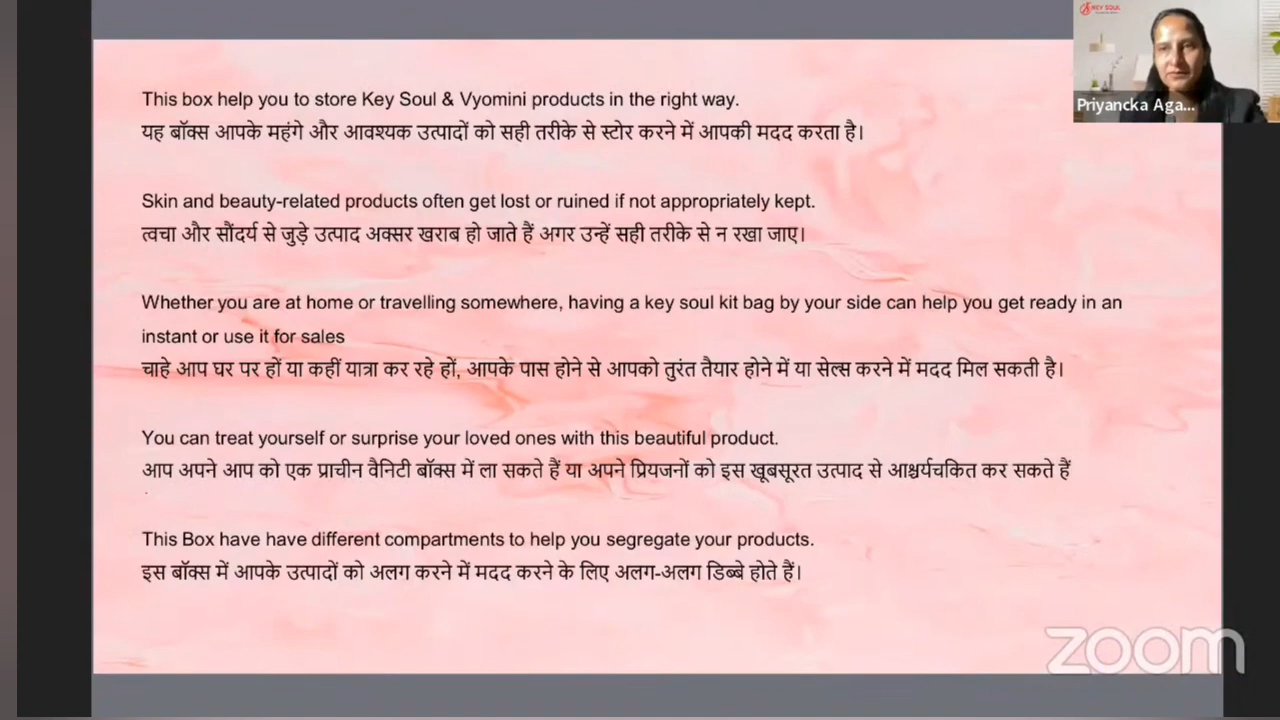 KEY SOUL
Priyancka Aga...
This box help you to store Key Soul & Vyomini products in the right way.
यह बॉक्स आपके महंगे और आवश्यक उत्पादों को सही तरीके से स्टोर करने में आपकी मदद करता है।
Skin and beauty-related products often get lost or ruined if not appropriately kept.
त्वचा और सौंदर्य से जुड़े उत्पाद अक्सर खराब हो जाते हैं अगर उन्हें सही तरीके से न रखा जाए।
Whether you are at home or travelling somewhere, having a key soul kit bag by your side can help you get ready in an
instant or use it for sales
चाहे आप घर पर हों या कहीं यात्रा कर रहे हों, आपके पास होने से आपको तुरंत तैयार होने में या सेल्स करने में मदद मिल सकती है।
You can treat yourself or surprise your loved ones with this beautiful product.
आप अपने आप को एक प्राचीन वैनिटी बॉक्स में ला सकते हैं या अपने प्रियजनों को इस खूबसूरत उत्पाद से आश्चर्यचकित कर सकते हैं
.
This Box have have different compartments to help you segregate your products.
इस बॉक्स में आपके उत्पादों को अलग करने में मदद करने के लिए अलग-अलग डिब्बे होते हैं।
zoom